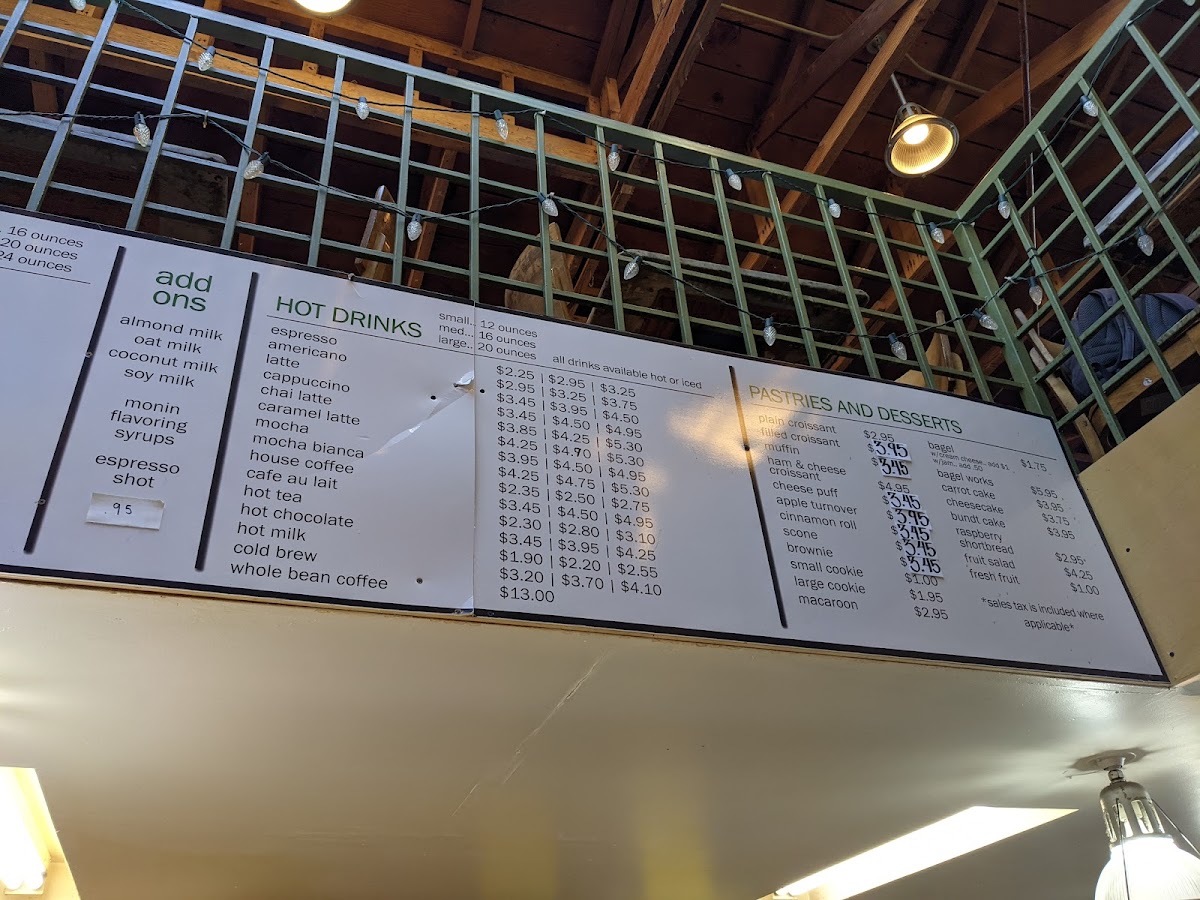 .. 16 ounces
20 ounces
24 ounces
add
ons
almond milk
oat milk
coconut milk
soy milk
monin
flavoring
syrups
espresso
shot
.95
HOT DRINKS
small.. 12 ounces
med... 16 ounces
large.. 20 ounces
all drinks available hot or iced
espresso $2.25 | $2.95 | $3.25
americano $2.95 | $3.25 | $3.75
latte $3.45 | $3.95 | $4.50
cappuccino $3.45 | $4.50 | $4.95
chai latte $3.85 | $4.25 | $5.30
caramel latte $4.25 | $4.70 | $5.30
mocha $3.95 | $4.50 | $4.95
mocha bianca $4.25 | $4.75 | $5.30
house coffee $2.35 | $2.50 | $2.75
cafe au lait $3.45 | $4.50 | $4.95
hot tea $2.30 | $2.80 | $3.10
hot chocolate $3.45 | $3.95 | $4.25
hot milk $1.90 | $2.20 | $2.55
cold brew $3.20 | $3.70 | $4.10
whole bean coffee $13.00
PASTRIES AND DESSERTS
plain croissant $2.95
filled croissant $3.95
muffin $3.45
ham & cheese
croissant $4.95
cheese puff $3.45
apple turnover $3.95
cinnamon roll $3.45
scone $3.45
brownie $3.45
small cookie $1.00
large cookie $1.95
macaroon $2.95
bagel $1.75
w/cream cheese.. add $1
w/jam.. add .50
bagel works $5.95
carrot cake $3.95
cheesecake $3.75
bundt cake $3.95
raspberry
shortbread $2.95
fruit salad $4.25
fresh fruit $1.00
*sales tax is included where
applicable*